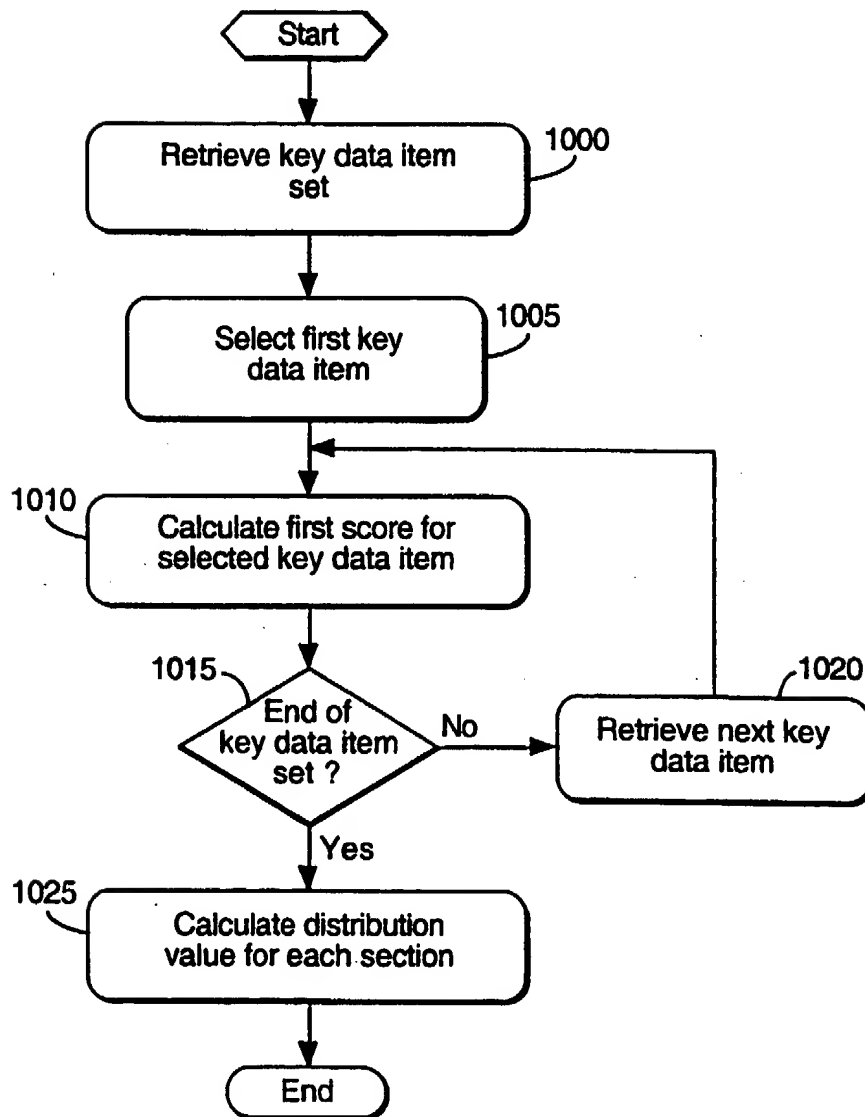 Start
1000
Retrieve key data item
set
1005
Select first key
data item
1010
Calculate first score for
selected key data item
1015
End of
key data item
set ?
No
1020
Retrieve next key
data item
Yes
1025
Calculate distribution
value for each section
End